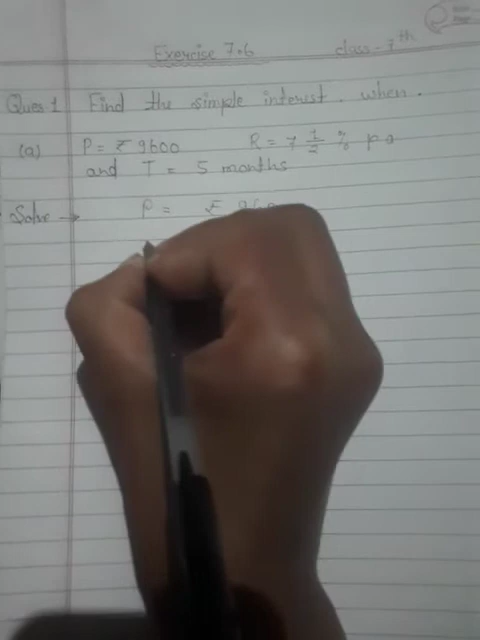 Exercise 7.6 class - 7th
Ques 1 Find the simple interest. when.
(a) P = ₹ 9600 R = 7 1/2 % p a
and T = 5 months
Solve → P = ₹ 960